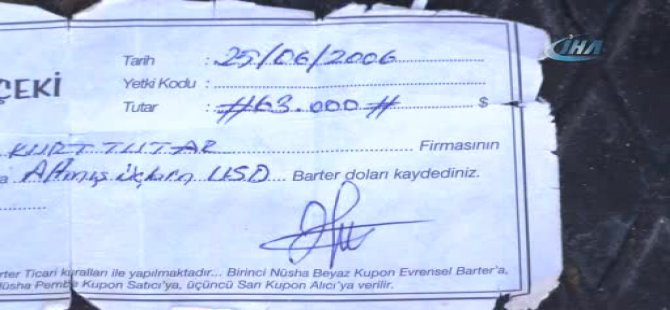 İHA
Tarih : 25/06/2006
ÇEKİ
Yetki Kodu :
Tutar : #63.000# $
KURT TUTAR Firmasının
a Altmış üçbin USD Barter doları kaydediniz.
rter Ticari kuralları ile yapılmaktadır... Birinci Nüsha Beyaz Kupon Evrensel Barter'a,
Nüsha Pembe Kupon Satıcı'ya, üçüncü Sarı Kupon Alıcı'ya verilir.